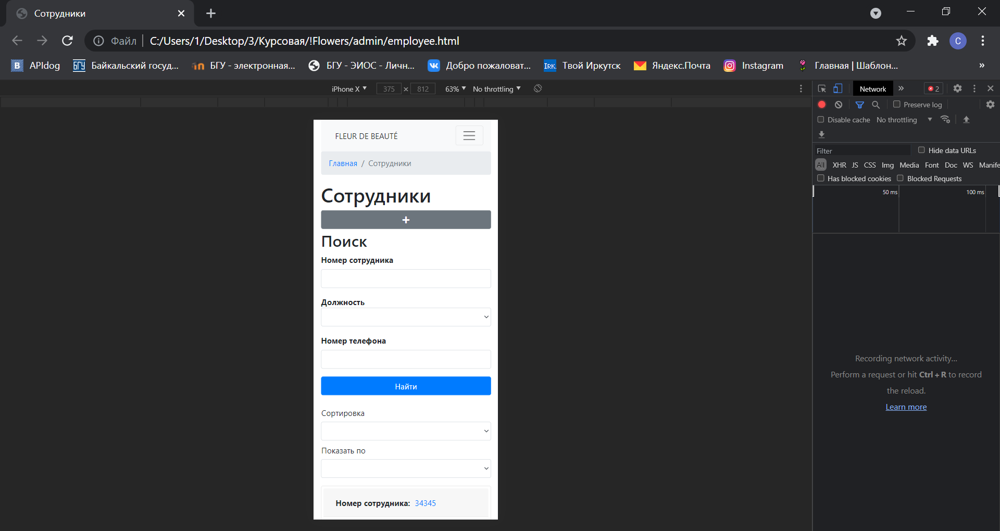 Сотрудники
Файл
C:/Users/1/Desktop/3/Курсовая/!Flowers/admin/employee.html
C
B APIdog
БГУ Байкальский госуд...
БГУ - электронная...
БГУ - ЭИОС - Личн...
Добро пожаловат...
IRK. Твой Иркутск
Яндекс.Почта
Instagram
Главная | Шаблон...
»
iPhone X
375 × 812
63%
No throttling
Network
»
2
Preserve log
Disable cache
No throttling
Filter
Hide data URLs
All XHR JS CSS Img Media Font Doc WS Manife
Has blocked cookies
Blocked Requests
50 ms
100 ms
Recording network activity...
Perform a request or hit Ctrl + R to record
the reload.
Learn more
FLEUR DE BEAUTÉ
Главная / Сотрудники
Сотрудники
+
Поиск
Номер сотрудника
Должность
Номер телефона
Найти
Сортировка
Показать по
Номер сотрудника: 34345